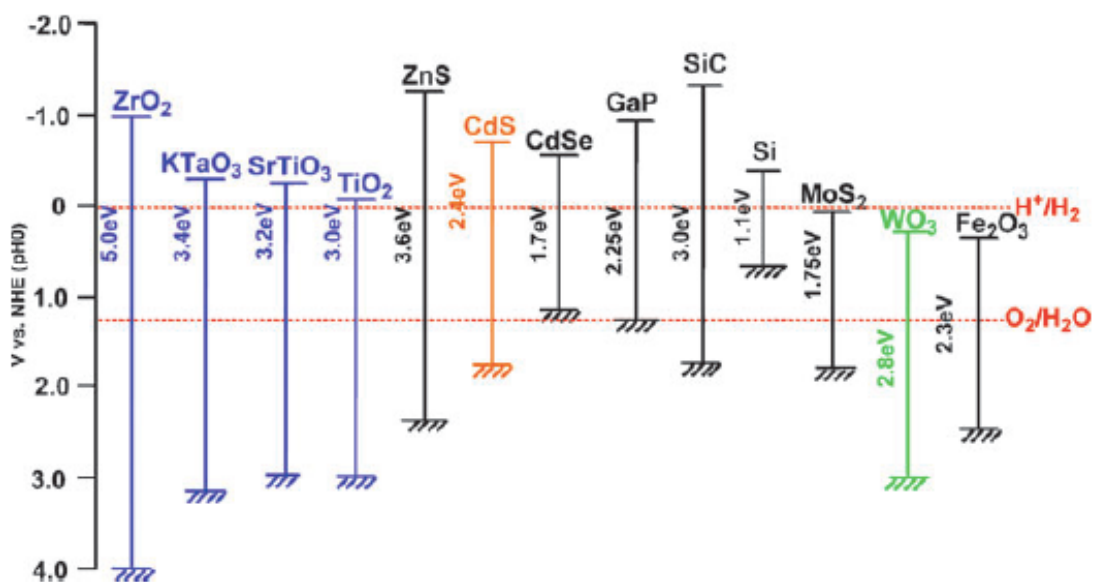 -2.0
-1.0
0
1.0
2.0
3.0
4.0
V vs. NHE (pH0)
ZrO₂
5.0eV
KTaO₃
3.4eV
SrTiO₃
3.2eV
TiO₂
3.0eV
ZnS
3.6eV
CdS
2.4eV
CdSe
1.7eV
GaP
2.25eV
SiC
3.0eV
Si
1.1eV
MoS₂
1.75eV
WO₃
2.8eV
Fe₂O₃
2.3eV
H⁺/H₂
O₂/H₂O